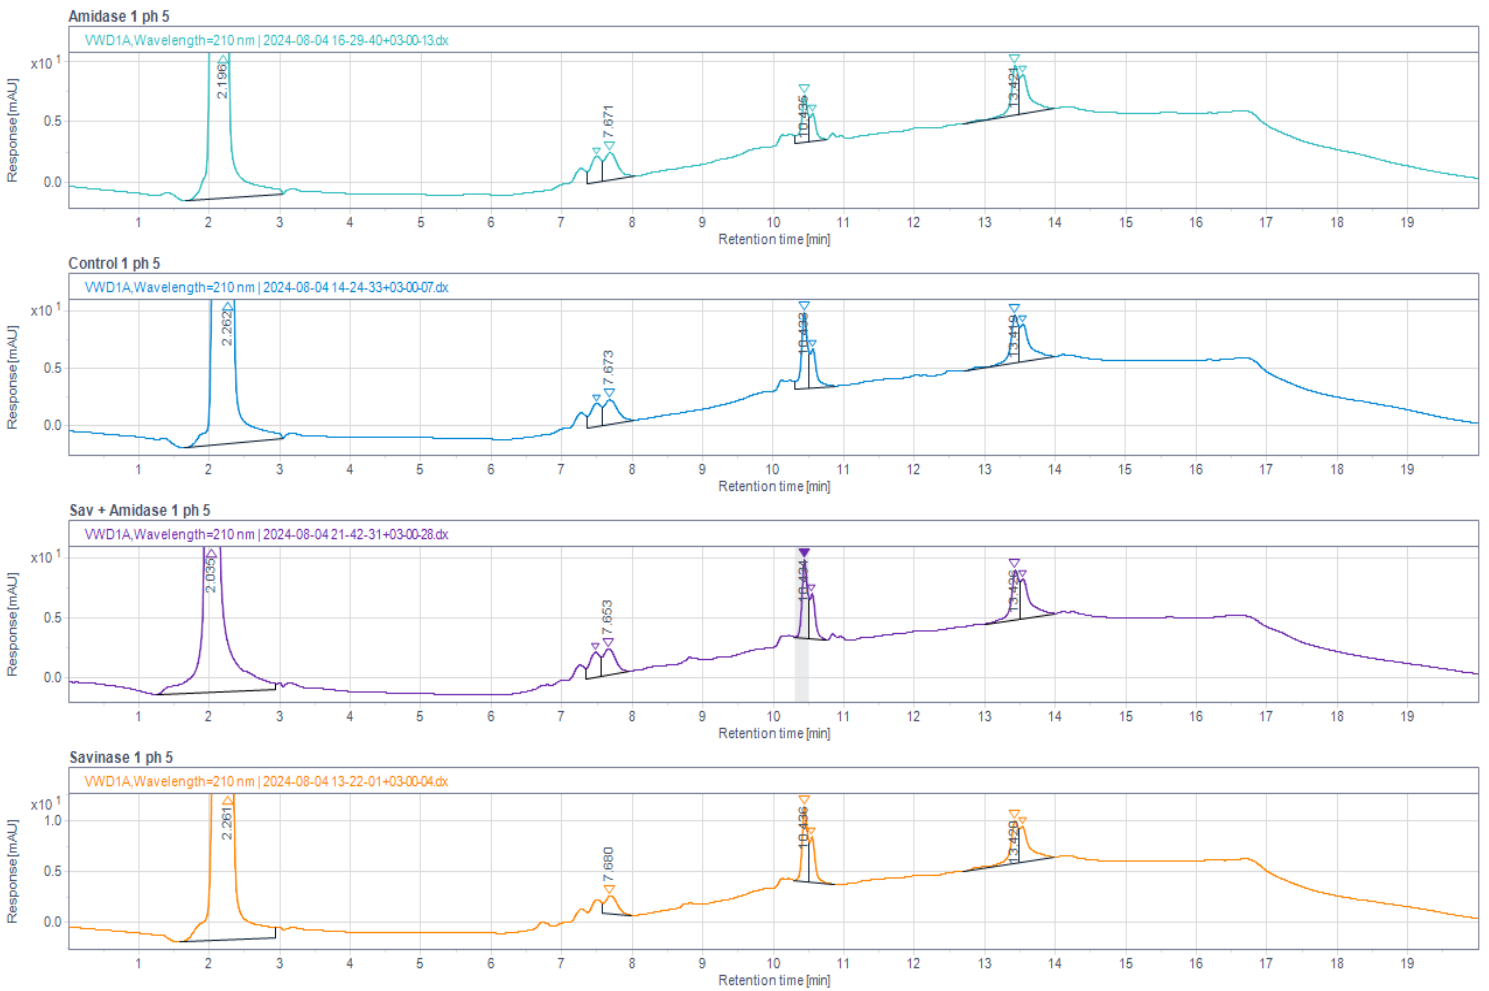 Amidase 1 ph 5
VWD1A,Wavelength=210 nm | 2024-08-04 16-29-40+03-00-13.dx
x10 1
Response [mAU]
0.5
0.0
2.196
7.671
10.435
13.421
1 2 3 4 5 6 7 8 9 10 11 12 13 14 15 16 17 18 19
Retention time [min]
Control 1 ph 5
VWD1A,Wavelength=210 nm | 2024-08-04 14-24-33+03-00-07.dx
x10 1
Response [mAU]
0.5
0.0
2.262
7.673
10.433
13.419
1 2 3 4 5 6 7 8 9 10 11 12 13 14 15 16 17 18 19
Retention time [min]
Sav + Amidase 1 ph 5
VWD1A,Wavelength=210 nm | 2024-08-04 21-42-31+03-00-28.dx
x10 1
Response [mAU]
0.5
0.0
2.035
7.653
10.434
13.426
1 2 3 4 5 6 7 8 9 10 11 12 13 14 15 16 17 18 19
Retention time [min]
Savinase 1 ph 5
VWD1A,Wavelength=210 nm | 2024-08-04 13-22-01+03-00-04.dx
x10 1
Response [mAU]
1.0
0.5
0.0
2.261
7.680
10.436
13.420
1 2 3 4 5 6 7 8 9 10 11 12 13 14 15 16 17 18 19
Retention time [min]